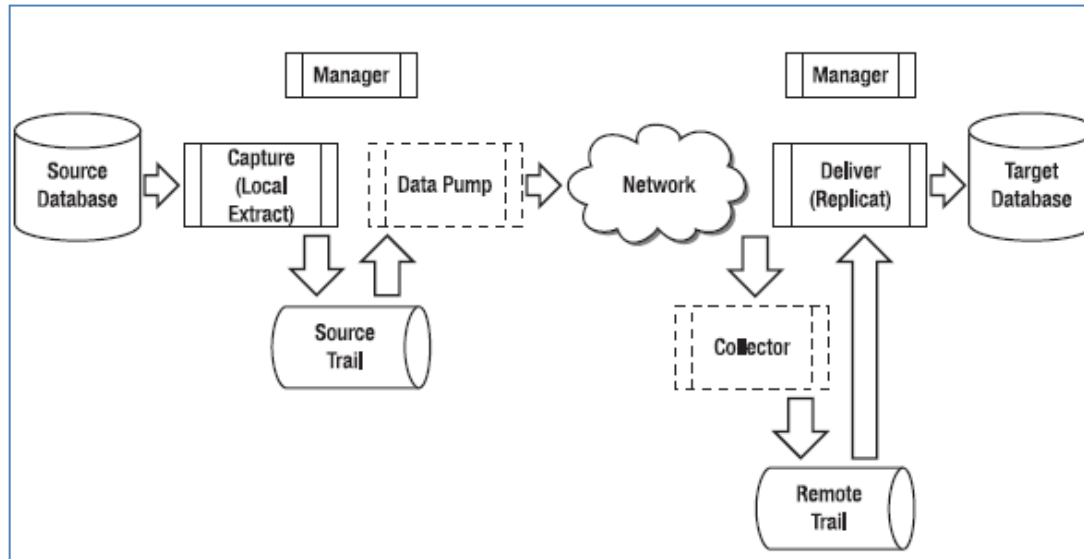 Manager
Manager
Source
Database
Capture
(Local
Extract)
Data Pump
Network
Deliver
(Replicat)
Target
Database
Source
Trail
Collector
Remote
Trail